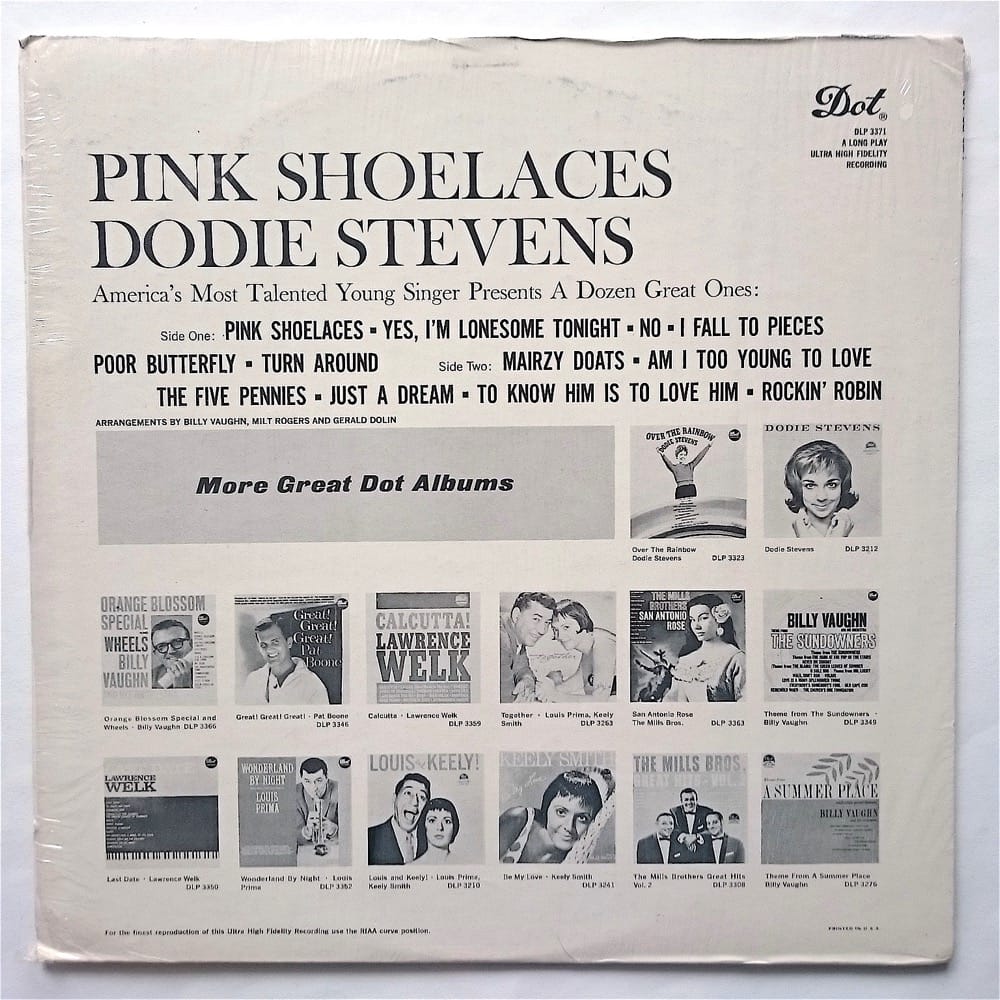 Dot®
DLP 3371
A LONG PLAY
ULTRA HIGH FIDELITY
RECORDING
PINK SHOELACES
DODIE STEVENS
America's Most Talented Young Singer Presents A Dozen Great Ones:
Side One: PINK SHOELACES ▪ YES, I'M LONESOME TONIGHT ▪ NO ▪ I FALL TO PIECES
POOR BUTTERFLY ▪ TURN AROUND Side Two: MAIRZY DOATS ▪ AM I TOO YOUNG TO LOVE
THE FIVE PENNIES ▪ JUST A DREAM ▪ TO KNOW HIM IS TO LOVE HIM ▪ ROCKIN' ROBIN
ARRANGEMENTS BY BILLY VAUGHN, MILT ROGERS AND GERALD DOLIN
More Great Dot Albums
OVER THE RAINBOW
DODIE STEVENS
Over The Rainbow
Dodie Stevens DLP 3323
DODIE STEVENS
Dodie Stevens DLP 3212
ORANGE BLOSSOM
SPECIAL
WHEELS
BILLY
VAUGHN
Orange Blossom Special and
Wheels · Billy Vaughn DLP 3366
Great!
Great!
Great!
Pat
Boone
Great! Great! Great! · Pat Boone
DLP 3346
CALCUTTA!
LAWRENCE
WELK
Calcutta · Lawrence Welk
DLP 3359
together
Together · Louis Prima, Keely
Smith DLP 3263
THE MILLS
BROTHERS
SAN ANTONIO
ROSE
San Antonio Rose
The Mills Bros. DLP 3363
BILLY VAUGHN
THE SUNDOWNERS
Theme from The Sundowners ·
Billy Vaughn DLP 3349
LAWRENCE
WELK
Last Date · Lawrence Welk
DLP 3350
WONDERLAND
BY NIGHT
LOUIS
PRIMA
Wonderland By Night · Louis
Prima DLP 3352
LOUIS and KEELY!
Louis and Keely! · Louis Prima,
Keely Smith DLP 3210
KEELY SMITH
Be My Love
Be My Love · Keely Smith
DLP 3241
THE MILLS BROS.
GREAT HITS - VOL. 2
The Mills Brothers Great Hits
Vol. 2 DLP 3308
Theme from
A SUMMER PLACE
BILLY VAUGHN
Theme From A Summer Place
Billy Vaughn DLP 3276
For the finest reproduction of this Ultra High Fidelity Recording use the RIAA curve position.
PRINTED IN U.S.A.